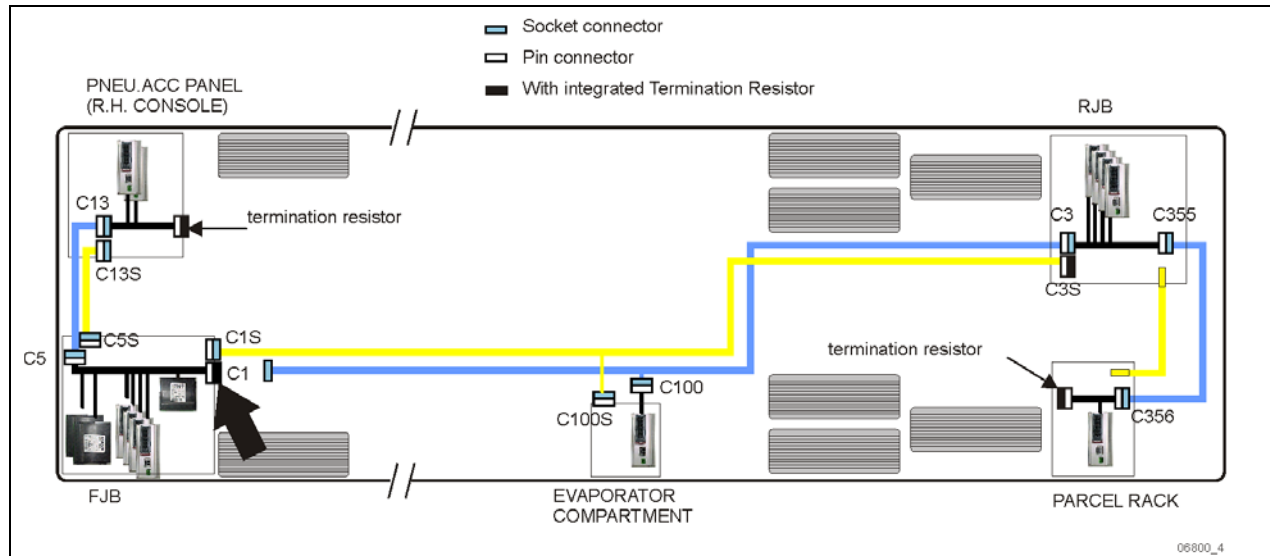 Socket connector
Pin connector
With integrated Termination Resistor
PNEU.ACC PANEL
(R.H. CONSOLE)
RJB
C13
termination resistor
C3
C355
C13S
C3S
C5S
C1S
C5
C1
termination resistor
C100
C100S
C356
FJB
EVAPORATOR
COMPARTMENT
PARCEL RACK
06800_4